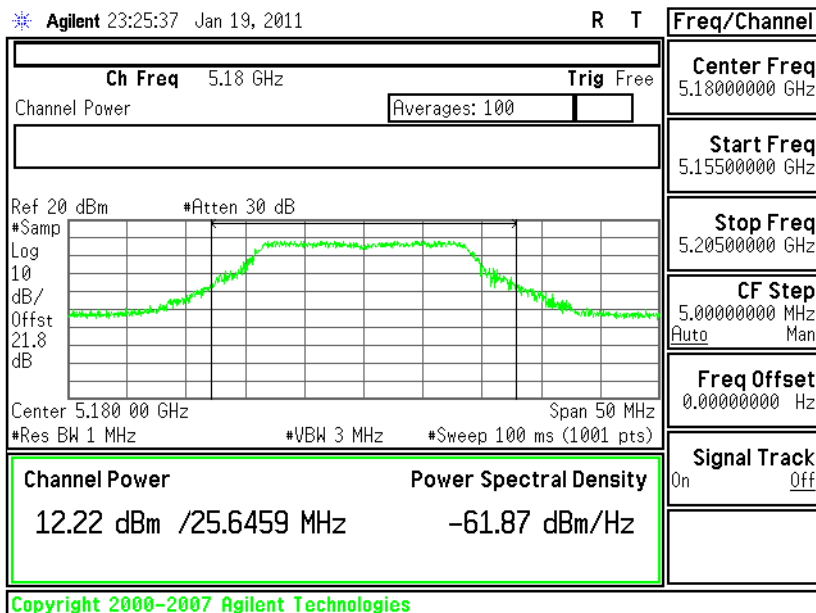 Agilent 23:25:37 Jan 19, 2011 R T
Freq/Channel
Ch Freq 5.18 GHz Trig Free
Channel Power Averages: 100
Ref 20 dBm #Atten 30 dB
#Samp
Log
10
dB/
Offst
21.8
dB
Center 5.180 00 GHz Span 50 MHz
#Res BW 1 MHz #VBW 3 MHz #Sweep 100 ms (1001 pts)
Channel Power Power Spectral Density
12.22 dBm /25.6459 MHz -61.87 dBm/Hz
Center Freq
5.18000000 GHz
Start Freq
5.15500000 GHz
Stop Freq
5.20500000 GHz
CF Step
5.00000000 MHz
Auto Man
Freq Offset
0.00000000 Hz
Signal Track
On Off
Copyright 2000-2007 Agilent Technologies